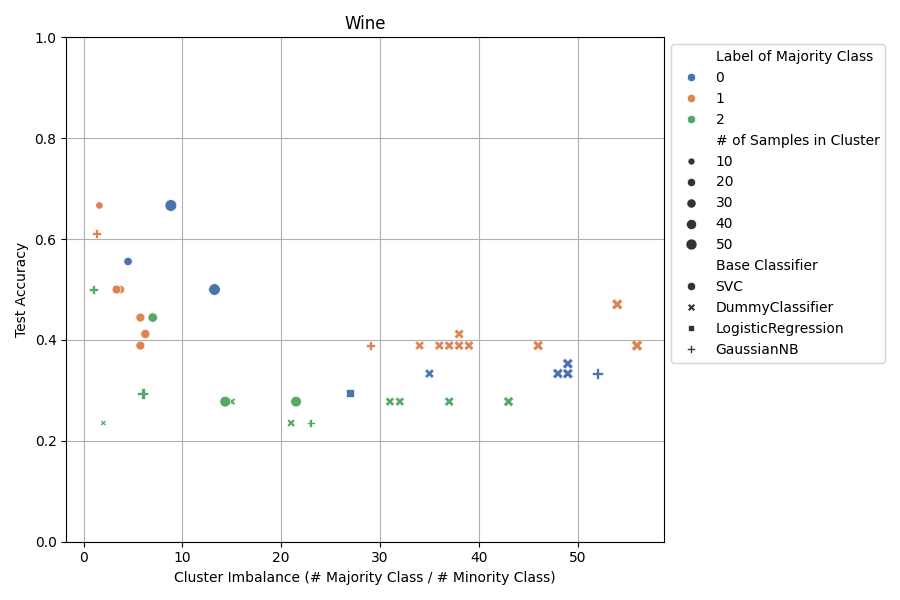 Wine
1.0
0.8
0.6
0.4
0.2
0.0
Test Accuracy
0 10 20 30 40 50
Cluster Imbalance (# Majority Class / # Minority Class)
Label of Majority Class
0
1
2
# of Samples in Cluster
10
20
30
40
50
Base Classifier
SVC
DummyClassifier
LogisticRegression
GaussianNB